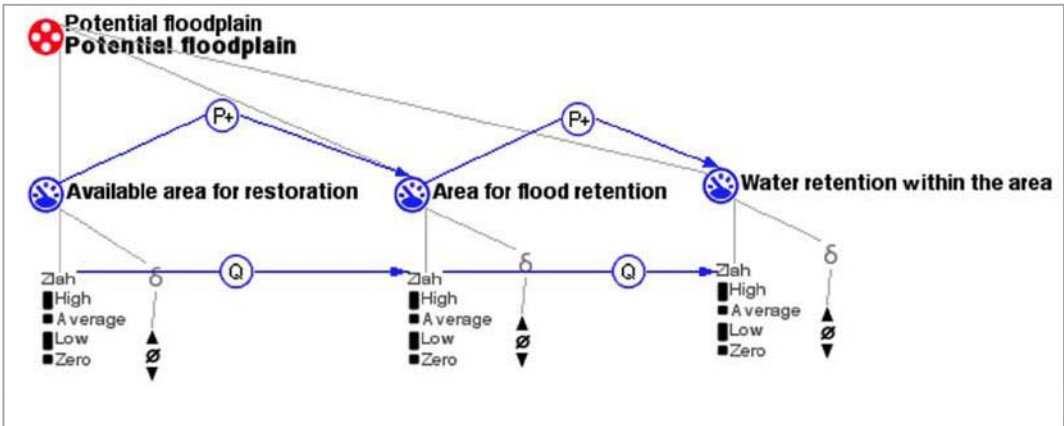 Potential floodplain
Potential floodplain
P+
P+
Available area for restoration
Area for flood retention
Water retention within the area
Zlah
δ
Q
Zlah
δ
Q
Zlah
δ
High
Average
Low
Zero
Ø
High
Average
Low
Zero
Ø
High
Average
Low
Zero
Ø